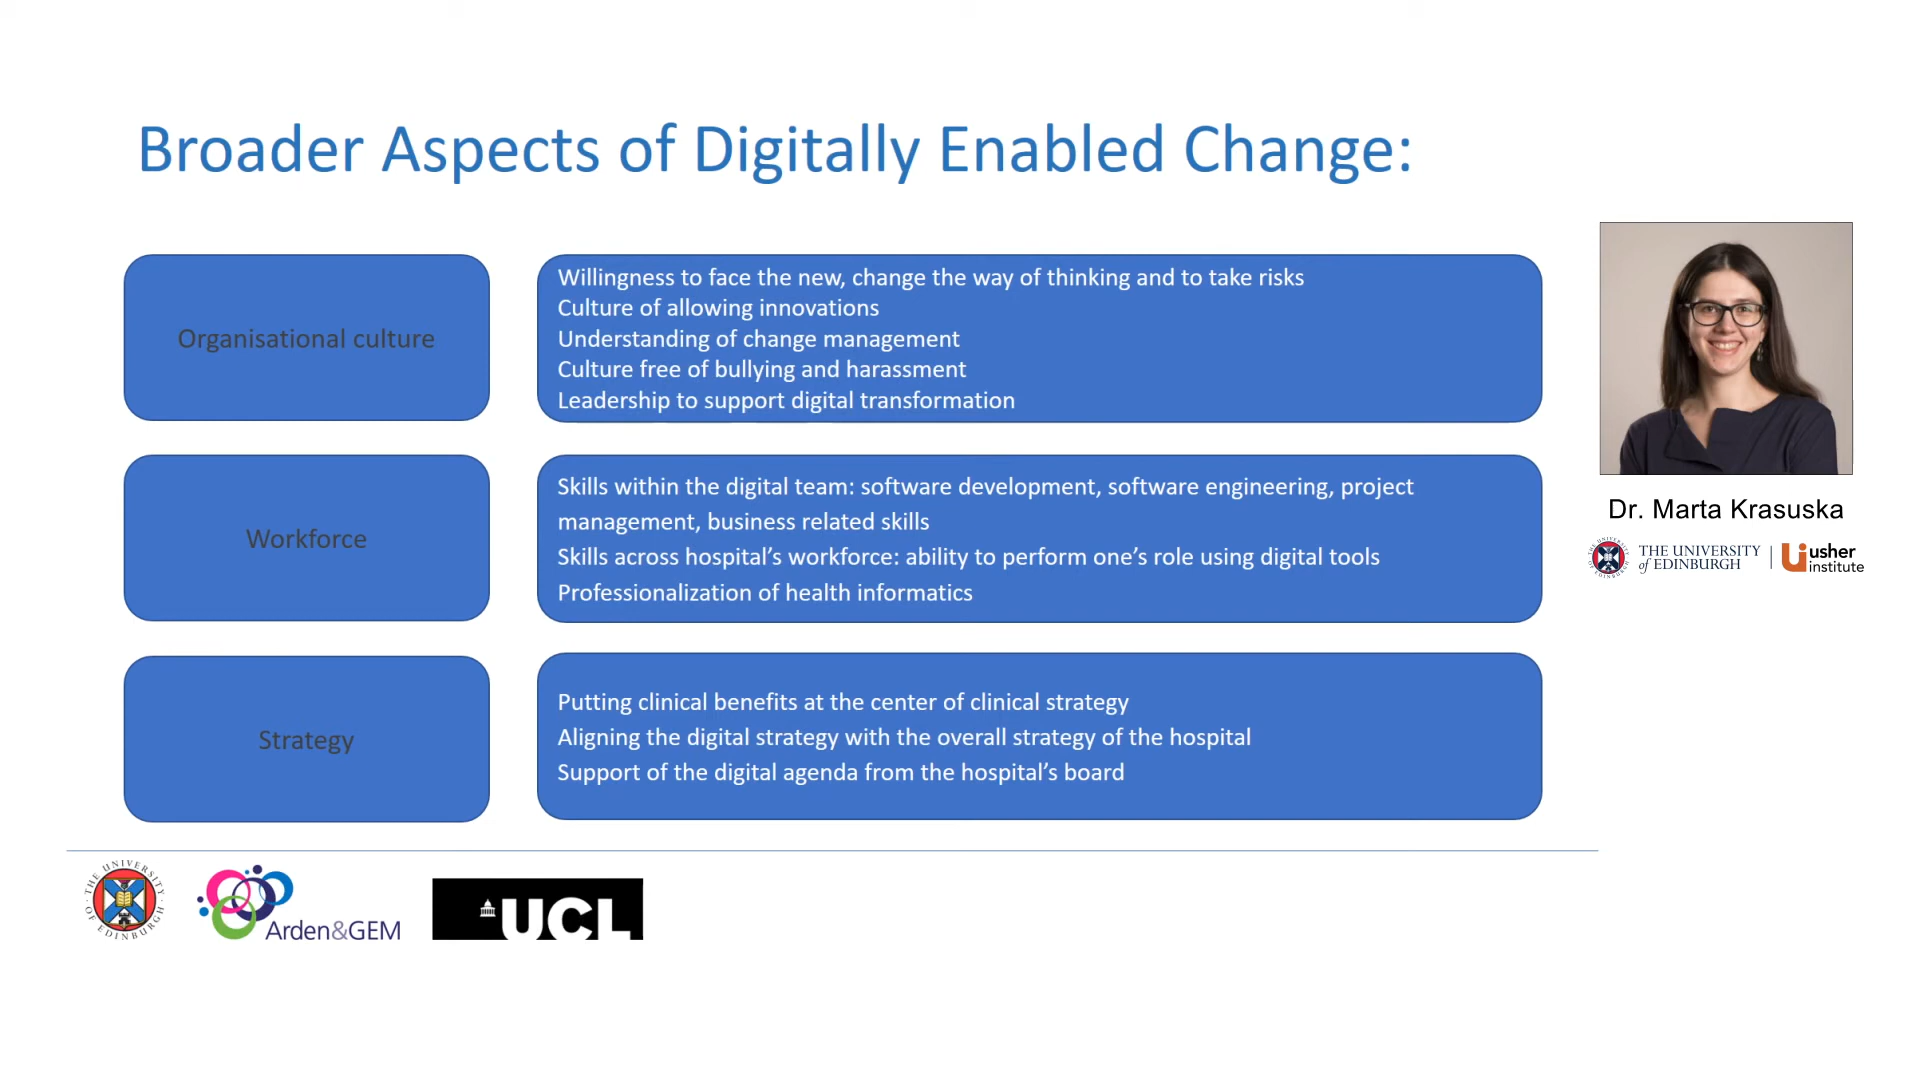 Broader Aspects of Digitally Enabled Change:
Organisational culture
Willingness to face the new, change the way of thinking and to take risks
Culture of allowing innovations
Understanding of change management
Culture free of bullying and harassment
Leadership to support digital transformation
Workforce
Skills within the digital team: software development, software engineering, project
management, business related skills
Skills across hospital’s workforce: ability to perform one’s role using digital tools
Professionalization of health informatics
Strategy
Putting clinical benefits at the center of clinical strategy
Aligning the digital strategy with the overall strategy of the hospital
Support of the digital agenda from the hospital’s board
Dr. Marta Krasuska
THE UNIVERSITY
of EDINBURGH
usher
institute
THE UNIVERSITY OF EDINBURGH
Arden&GEM
UCL